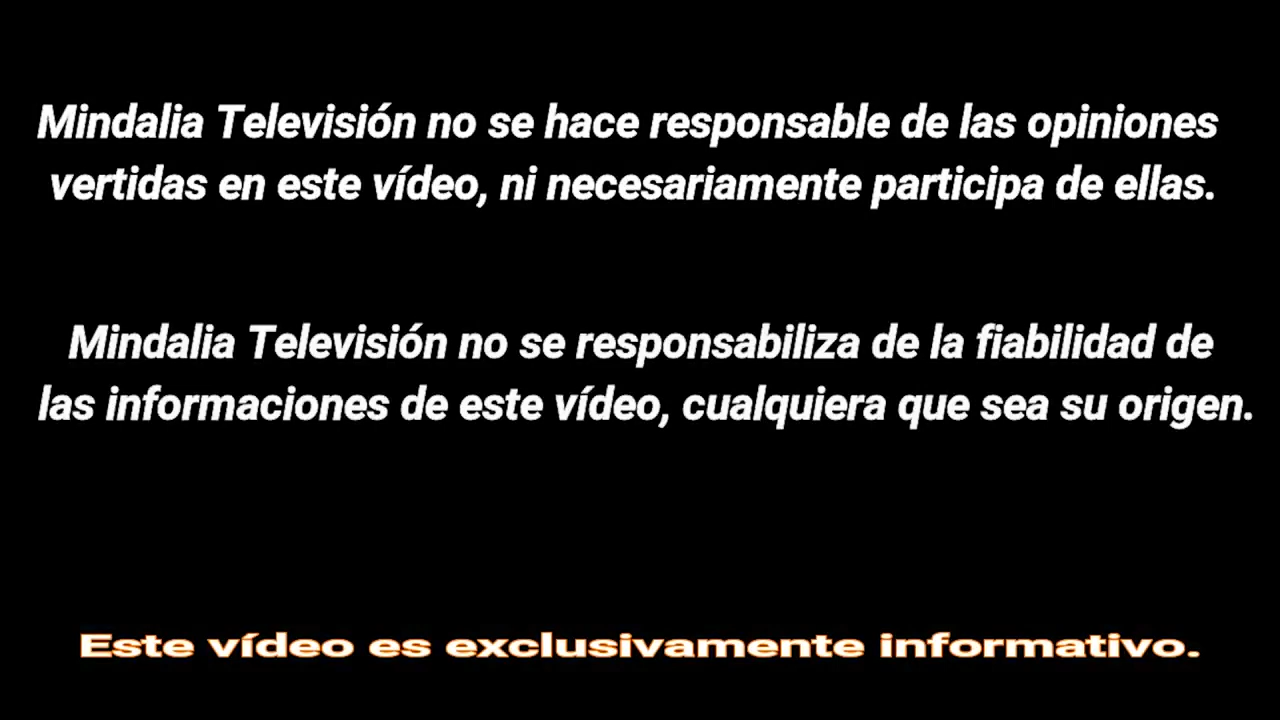 Mindalia Televisión no se hace responsable de las opiniones
vertidas en este vídeo, ni necesariamente participa de ellas.
Mindalia Televisión no se responsabiliza de la fiabilidad de
las informaciones de este vídeo, cualquiera que sea su origen.
Este vídeo es exclusivamente informativo.